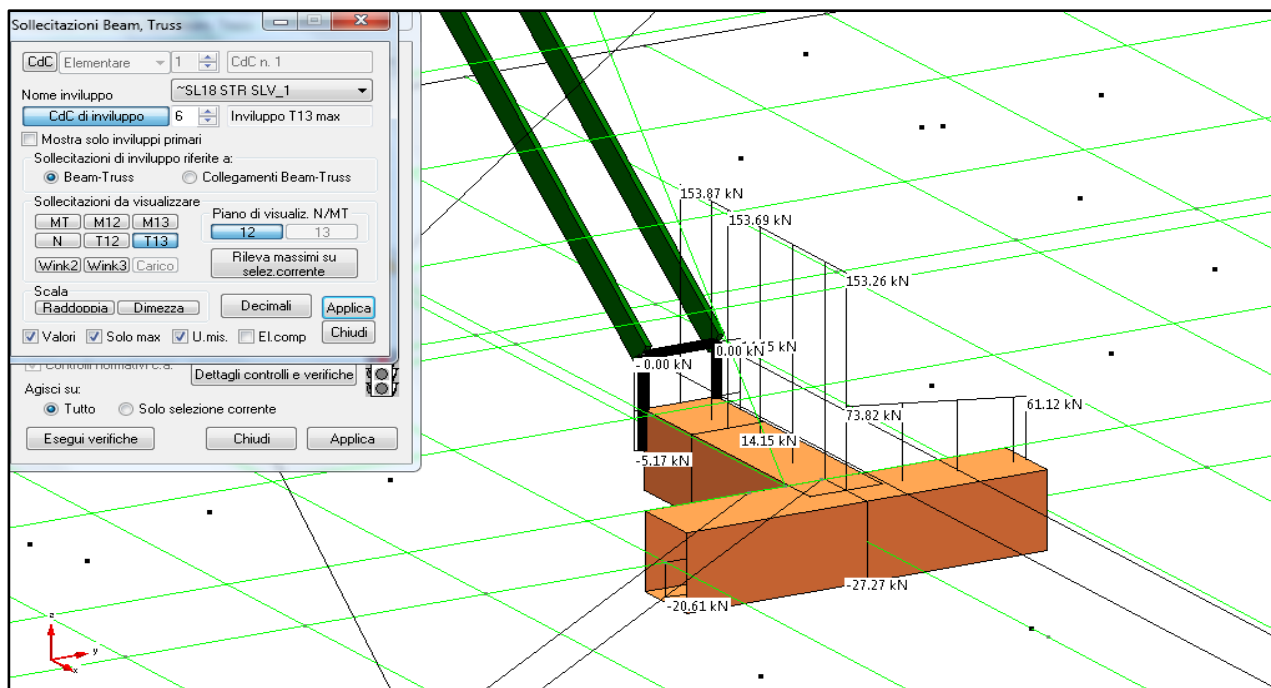 Sollecitazioni Beam, Truss
CdC Elementare 1 CdC n. 1
Nome inviluppo ~SL18 STR SLV_1
CdC di inviluppo 6 Inviluppo T13 max
Mostra solo inviluppi primari
Sollecitazioni di inviluppo riferite a:
Beam-Truss Collegamenti Beam-Truss
Sollecitazioni da visualizzare
MT M12 M13
N T12 T13
Wink2 Wink3 Carico
Piano di visualiz. N/MT
12 13
Rileva massimi su
selez.corrente
Scala
Raddoppia Dimezza
Decimali Applica
Valori Solo max U.mis. El.comp Chiudi
Controlli normativi c.a. Dettagli controlli e verifiche
Agisci su:
Tutto Solo selezione corrente
Esegui verifiche Chiudi Applica
153.87 kN
153.69 kN
153.26 kN
0.00 kN
-0.00 kN
73.82 kN
61.12 kN
14.15 kN
-5.17 kN
-27.27 kN
-20.61 kN
z
y
x